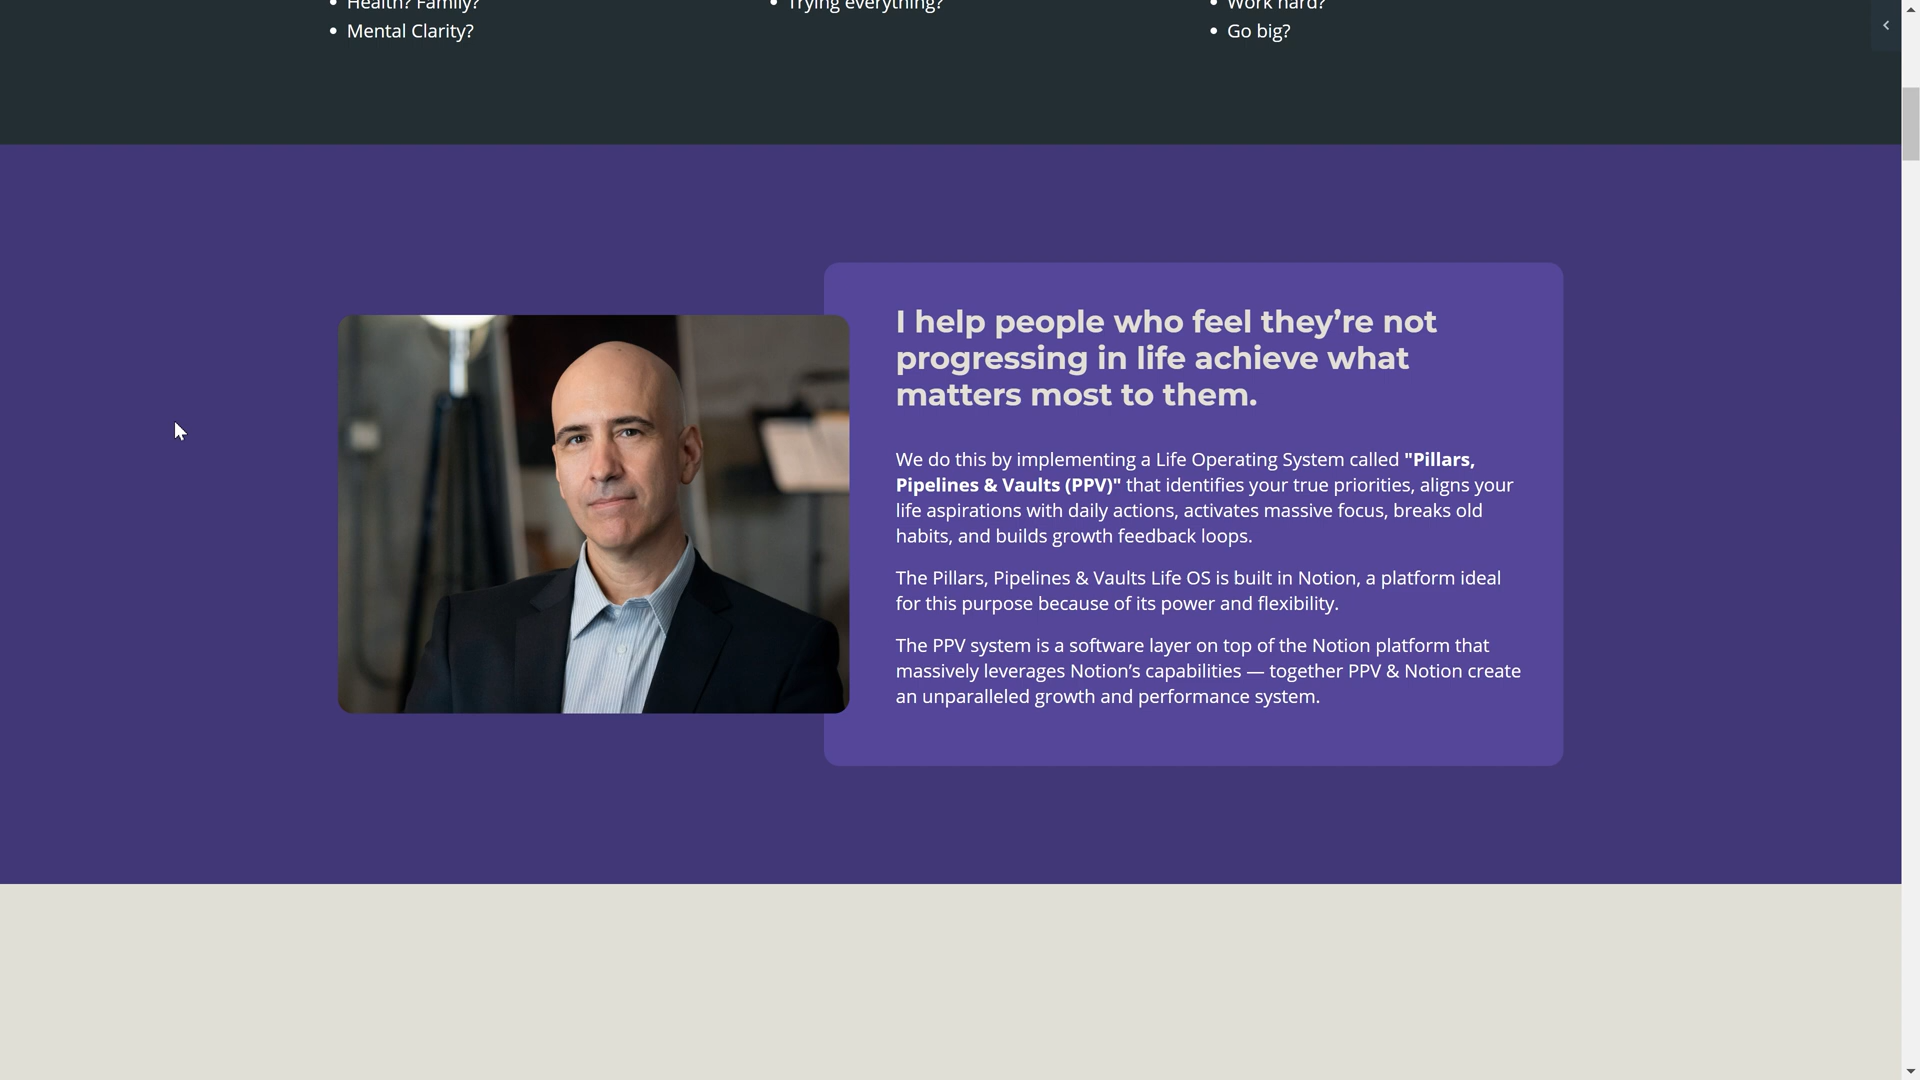 Health? Family?
Trying everything?
Work hard?
Mental Clarity?
Go big?
I help people who feel they’re not
progressing in life achieve what
matters most to them.
We do this by implementing a Life Operating System called "Pillars,
Pipelines & Vaults (PPV)" that identifies your true priorities, aligns your
life aspirations with daily actions, activates massive focus, breaks old
habits, and builds growth feedback loops.
The Pillars, Pipelines & Vaults Life OS is built in Notion, a platform ideal
for this purpose because of its power and flexibility.
The PPV system is a software layer on top of the Notion platform that
massively leverages Notion’s capabilities — together PPV & Notion create
an unparalleled growth and performance system.